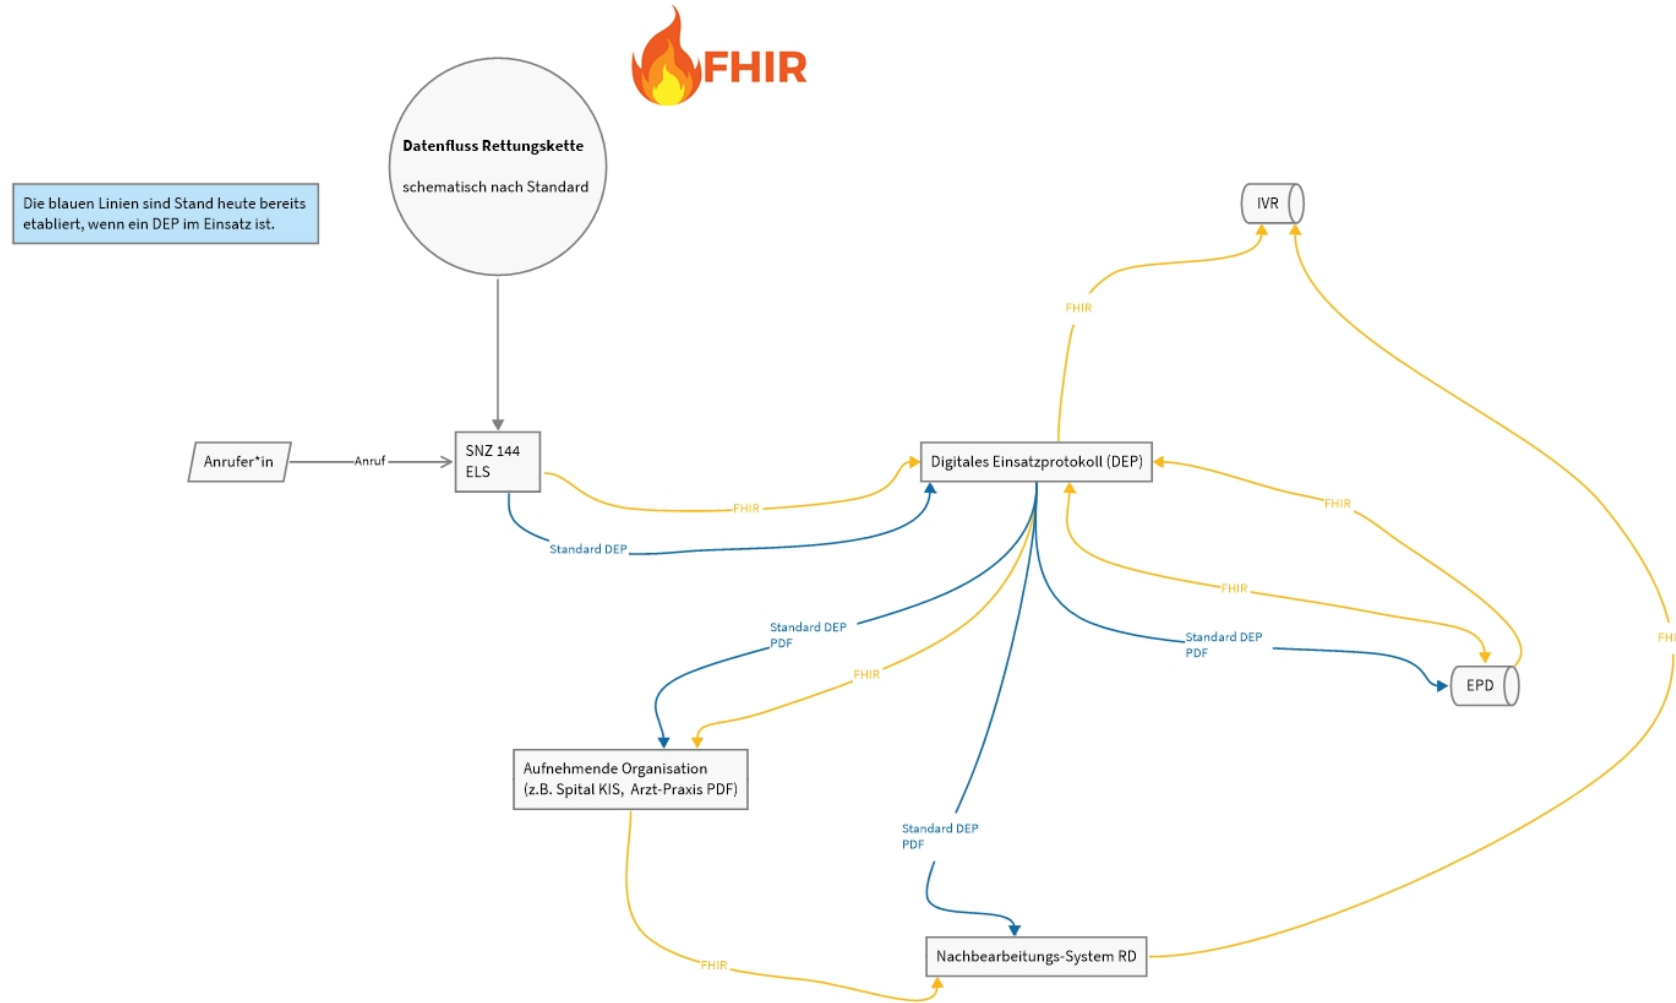 FHIR
Datenfluss Rettungskette
schematisch nach Standard
Die blauen Linien sind Stand heute bereits
etabliert, wenn ein DEP im Einsatz ist.
IVR
FHIR
Anrufer*in
Anruf
SNZ 144
ELS
Digitales Einsatzprotokoll (DEP)
FHIR
FHIR
Standard DEP
FHIR
Standard DEP
PDF
Standard DEP
PDF
FHIR
EPD
Aufnehmende Organisation
(z.B. Spital KIS, Arzt-Praxis PDF)
Standard DEP
PDF
Nachbearbeitungs-System RD
FHIR